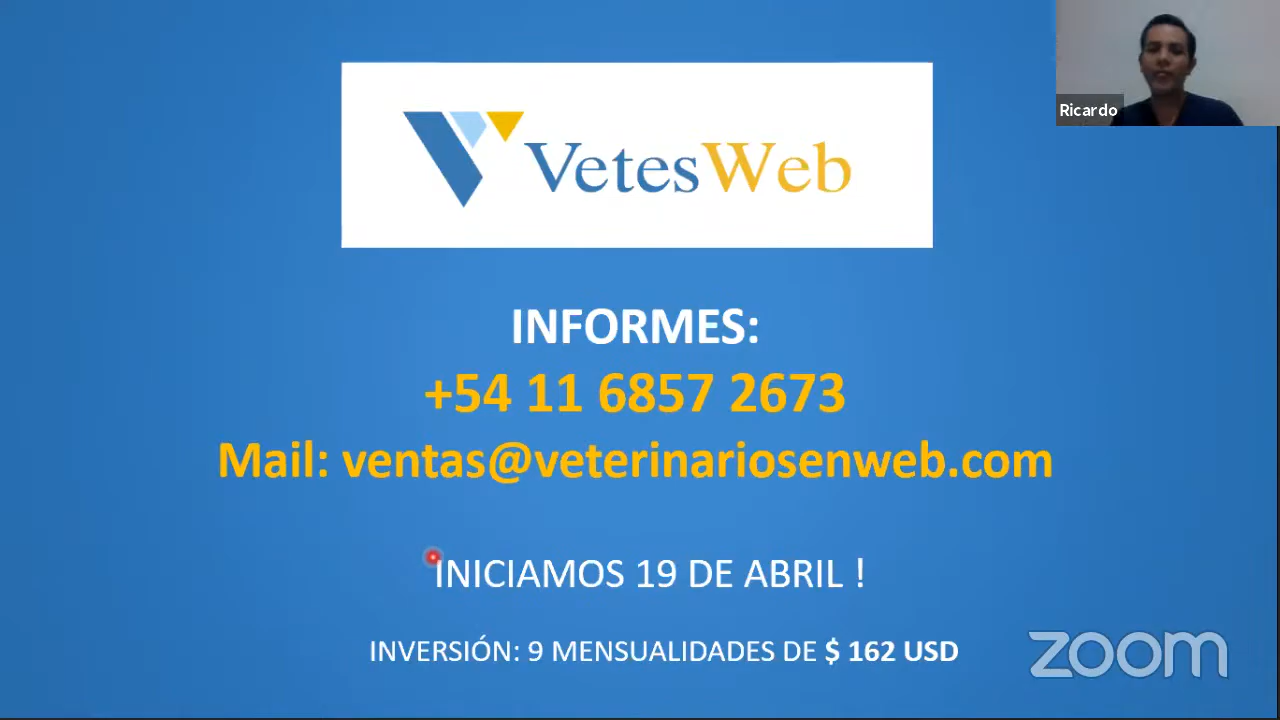 Ricardo
VetesWeb
INFORMES:
+54 11 6857 2673
Mail: ventas@veterinariosenweb.com
INICIAMOS 19 DE ABRIL !
INVERSIÓN: 9 MENSUALIDADES DE $ 162 USD
zoom